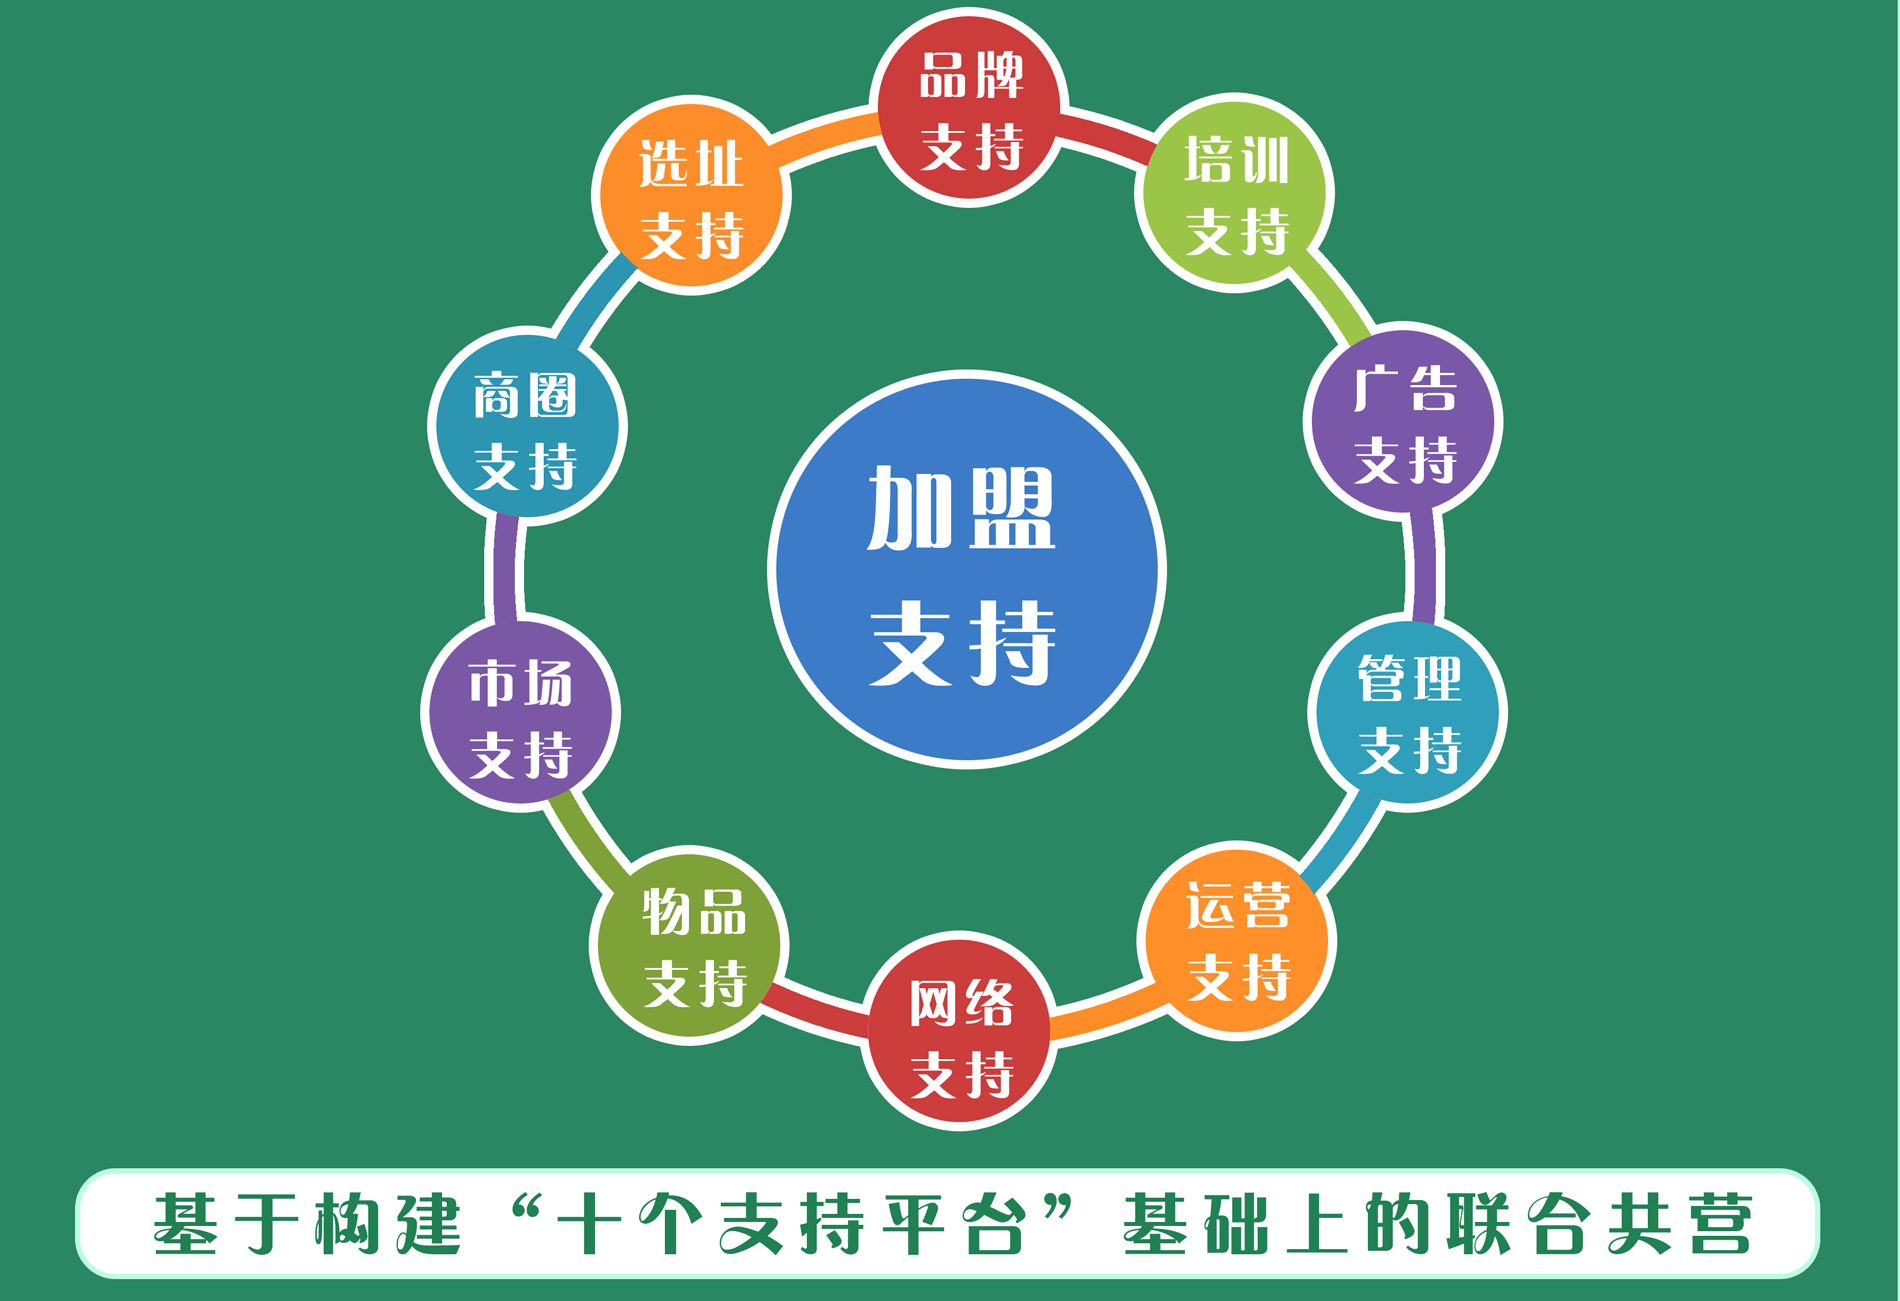 品牌
支持
培训
支持
广告
支持
管理
支持
运营
支持
网络
支持
物品
支持
市场
支持
商圈
支持
选址
支持
加盟
支持
基于构建“十个支持平台”基础上的联合共营